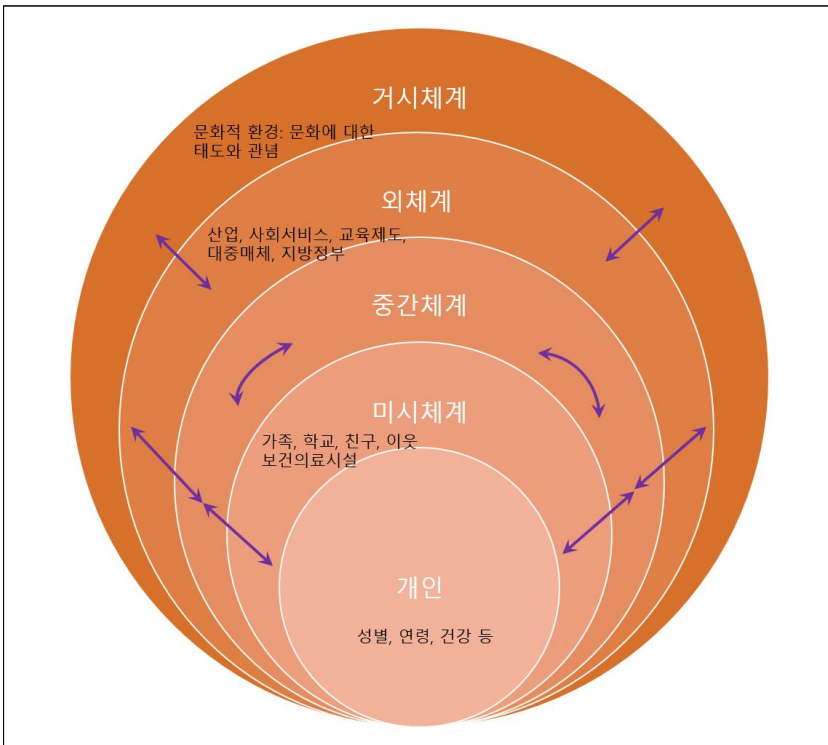 거시체계
문화적 환경: 문화에 대한
태도와 관념
외체계
산업, 사회서비스, 교육제도,
대중매체, 지방정부
중간체계
미시체계
가족, 학교, 친구, 이웃
보건의료시설
개인
성별, 연령, 건강 등